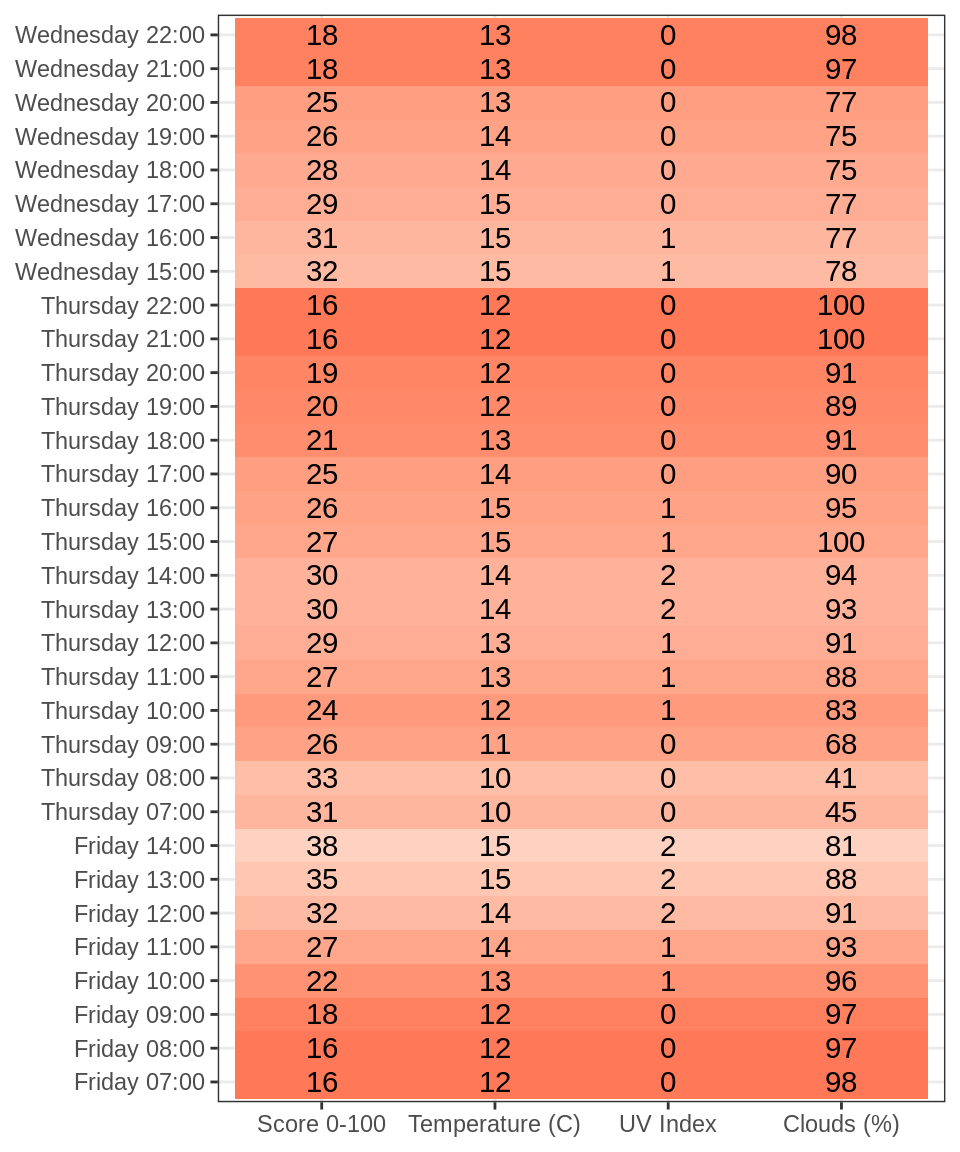 Wednesday 22:00 18 13 0 98
Wednesday 21:00 18 13 0 97
Wednesday 20:00 25 13 0 77
Wednesday 19:00 26 14 0 75
Wednesday 18:00 28 14 0 75
Wednesday 17:00 29 15 0 77
Wednesday 16:00 31 15 1 77
Wednesday 15:00 32 15 1 78
Thursday 22:00 16 12 0 100
Thursday 21:00 16 12 0 100
Thursday 20:00 19 12 0 91
Thursday 19:00 20 12 0 89
Thursday 18:00 21 13 0 91
Thursday 17:00 25 14 0 90
Thursday 16:00 26 15 1 95
Thursday 15:00 27 15 1 100
Thursday 14:00 30 14 2 94
Thursday 13:00 30 14 2 93
Thursday 12:00 29 13 1 91
Thursday 11:00 27 13 1 88
Thursday 10:00 24 12 1 83
Thursday 09:00 26 11 0 68
Thursday 08:00 33 10 0 41
Thursday 07:00 31 10 0 45
Friday 14:00 38 15 2 81
Friday 13:00 35 15 2 88
Friday 12:00 32 14 2 91
Friday 11:00 27 14 1 93
Friday 10:00 22 13 1 96
Friday 09:00 18 12 0 97
Friday 08:00 16 12 0 97
Friday 07:00 16 12 0 98
Score 0-100 Temperature (C) UV Index Clouds (%)